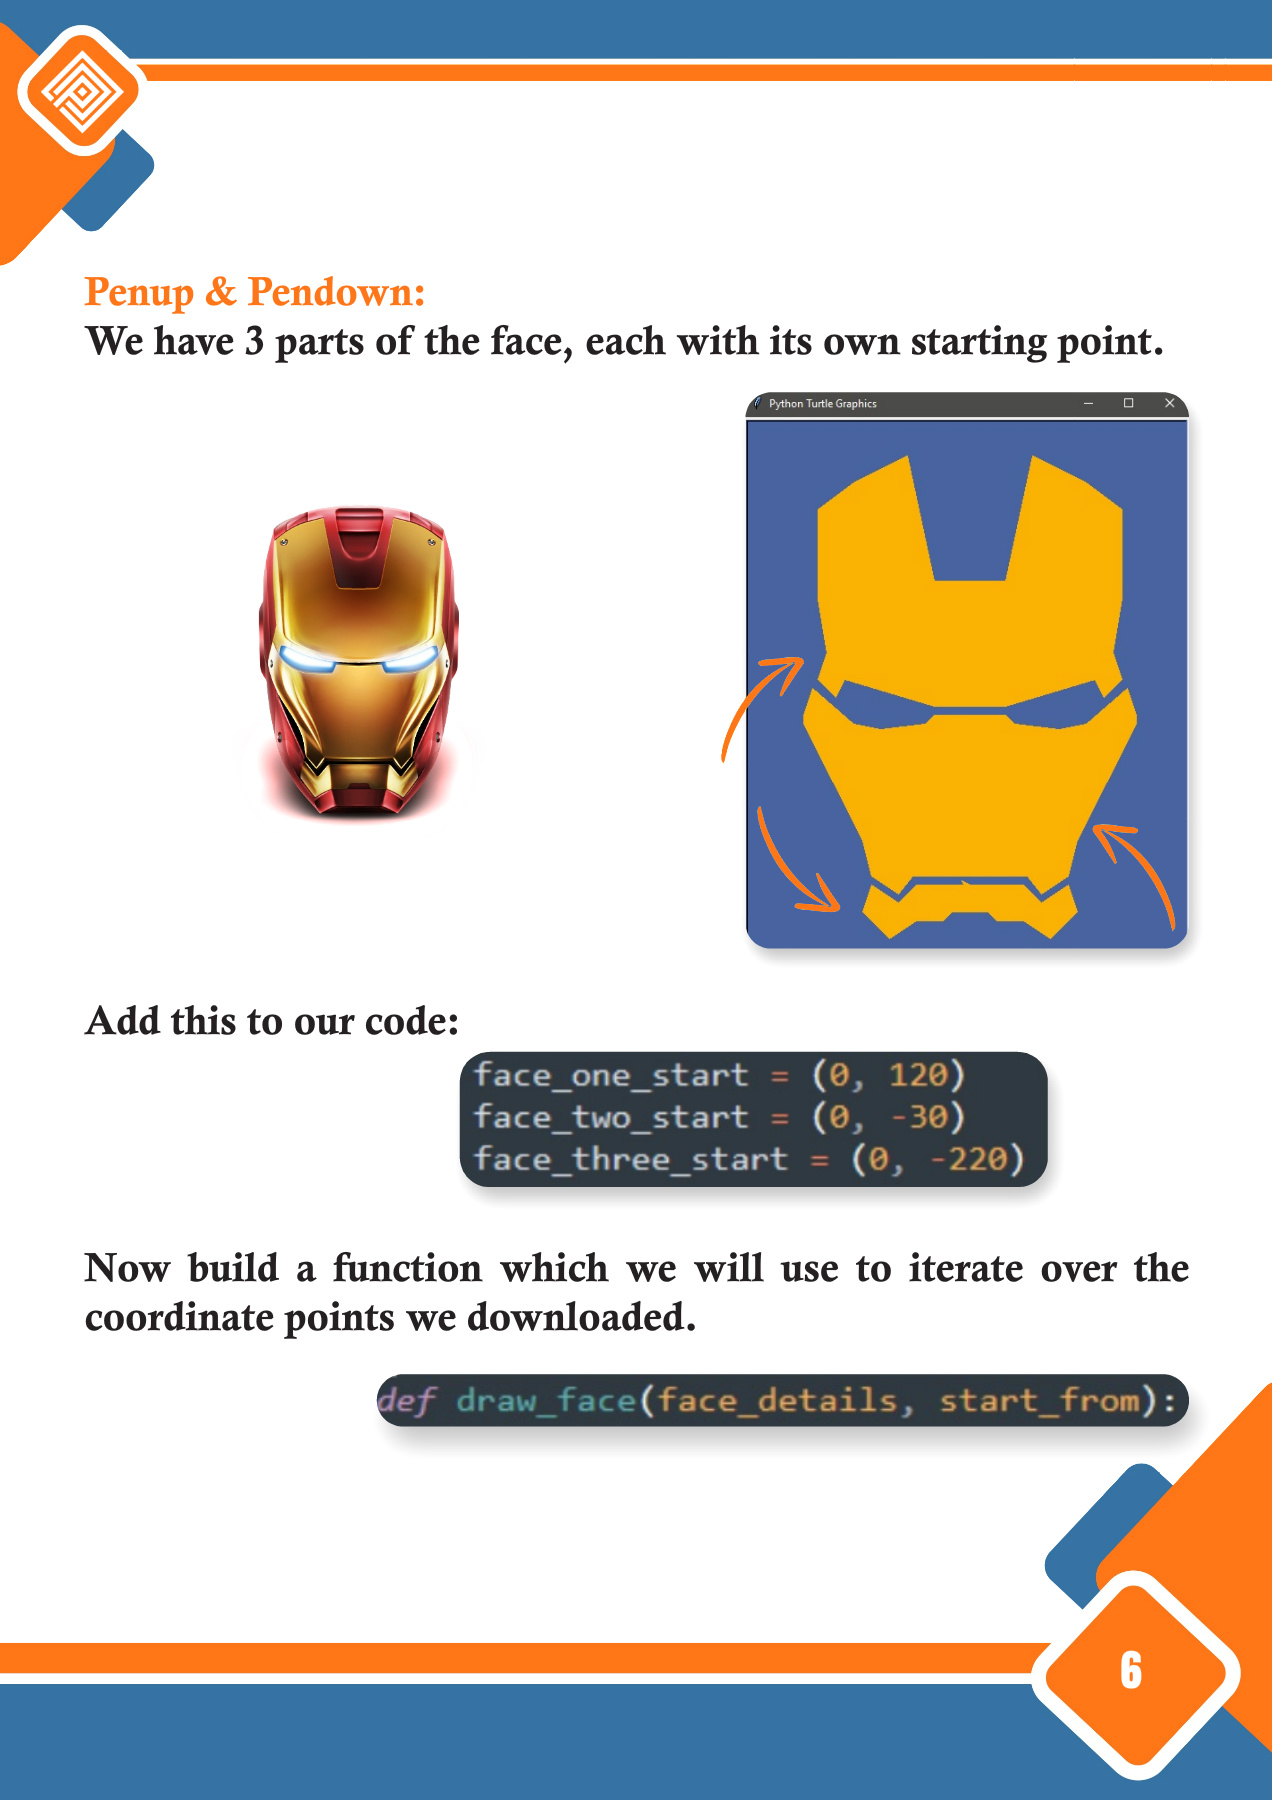 Penup & Pendown:
We have 3 parts of the face, each with its own starting point.
Python Turtle Graphics
Add this to our code:
face_one_start = (0, 120)
face_two_start = (0, -30)
face_three_start = (0, -220)
Now build a function which we will use to iterate over the
coordinate points we downloaded.
def draw_face(face_details, start_from):
6